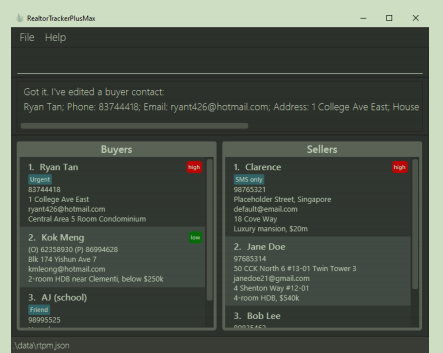 RealtorTrackerPlusMax
File Help
Got it. I've edited a buyer contact:
Ryan Tan; Phone: 83744418; Email: ryant426@hotmail.com; Address: 1 College Ave East; House
Buyers
1. Ryan Tan high
Urgent
83744418
1 College Ave East
ryant426@hotmail.com
Central Area 5 Room Condominium
2. Kok Meng low
(O) 62358930 (P) 86994628
Blk 174 Yishun Ave 7
kmleong@hotmail.com
2-room HDB near Clementi, below $250k
3. AJ (school)
Friend
98995525
Sellers
1. Clarence high
SMS only
98765321
Placeholder Street, Singapore
default@email.com
18 Cove Way
Luxury mansion, $20m
2. Jane Doe
97685314
50 CCK North 6 #13-01 Twin Tower 3
janedoe21@gmail.com
4 Shenton Way #12-01
4-room HDB, $540k
3. Bob Lee
\data\rtpm.json